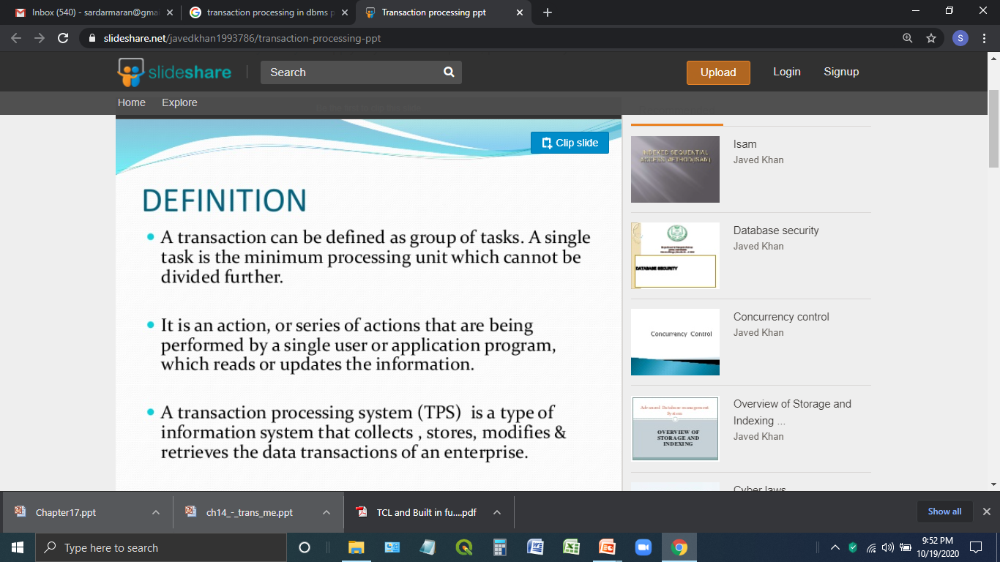 Inbox (540) - sardarmaran@gma
transaction processing in dbms p
Transaction processing ppt
slideshare.net/javedkhan1993786/transaction-processing-ppt
S
slideshare
Search
Upload
Login
Signup
Home
Explore
Clip slide
DEFINITION
A transaction can be defined as group of tasks. A single
task is the minimum processing unit which cannot be
divided further.
It is an action, or series of actions that are being
performed by a single user or application program,
which reads or updates the information.
A transaction processing system (TPS) is a type of
information system that collects , stores, modifies &
retrieves the data transactions of an enterprise.
INDEXED SEQUENTIAL
ACCESS METHOD(ISAM)
Isam
Javed Khan
DATABASE SECURITY
Database security
Javed Khan
Concurrency Control
Concurrency control
Javed Khan
Advanced Database management
System
OVERVIEW OF
STORAGE AND
INDEXING
Overview of Storage and
Indexing ...
Javed Khan
Cyber laws
Chapter17.ppt
ch14_-_trans_me.ppt
TCL and Built in fu....pdf
Show all
Type here to search
9:52 PM
10/19/2020